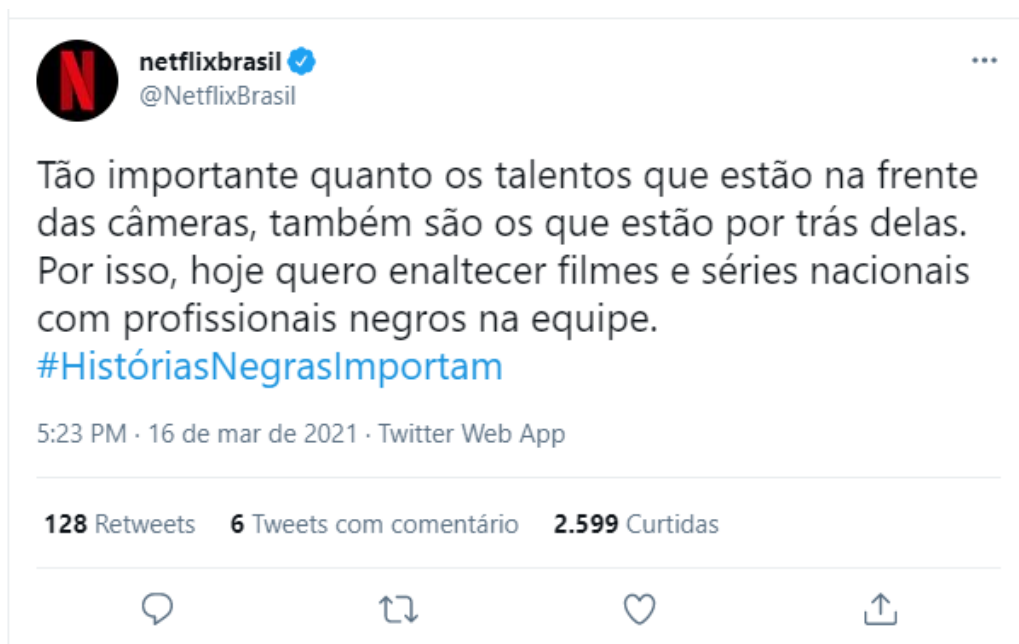 netflixbrasil
@NetflixBrasil
Tão importante quanto os talentos que estão na frente
das câmeras, também são os que estão por trás delas.
Por isso, hoje quero enaltecer filmes e séries nacionais
com profissionais negros na equipe.
#HistóriasNegrasImportam
5:23 PM · 16 de mar de 2021 · Twitter Web App
128 Retweets 6 Tweets com comentário 2.599 Curtidas